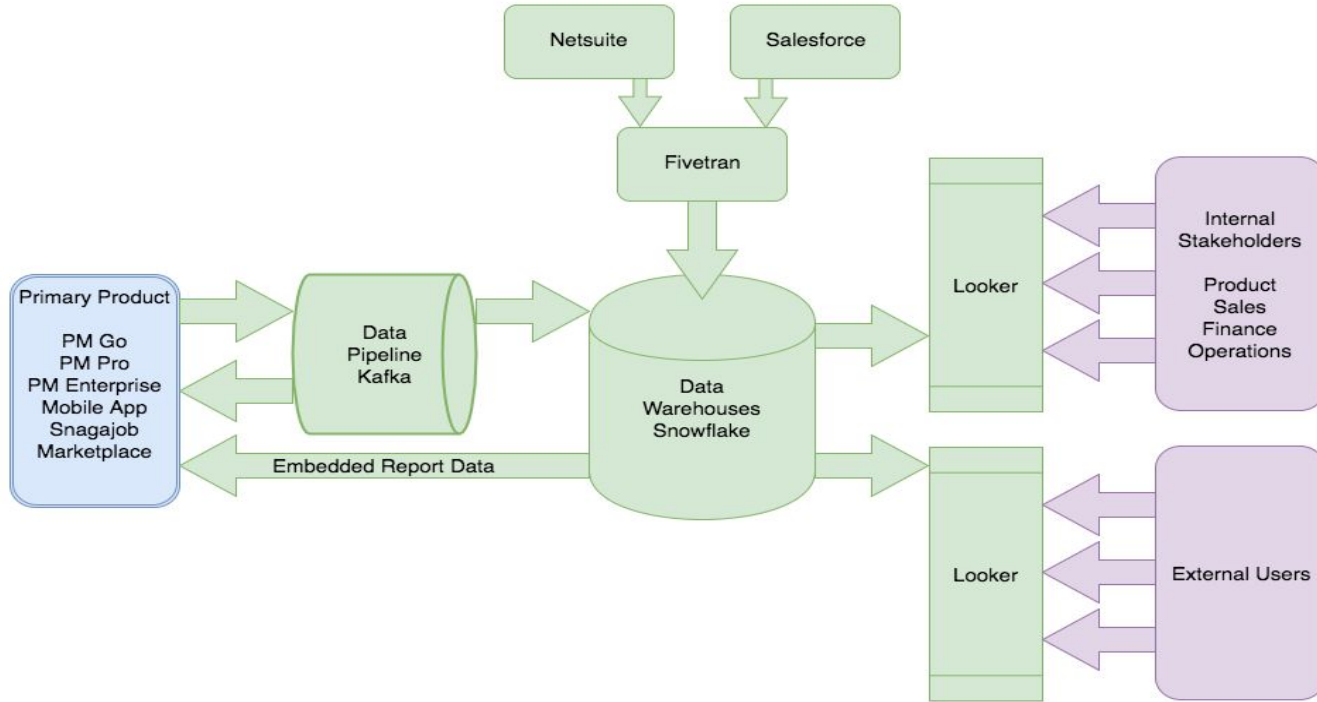 Netsuite
Salesforce
Fivetran
Primary Product
PM Go
PM Pro
PM Enterprise
Mobile App
Snagajob
Marketplace
Data
Pipeline
Kafka
Embedded Report Data
Data
Warehouses
Snowflake
Looker
Internal
Stakeholders
Product
Sales
Finance
Operations
Looker
External Users